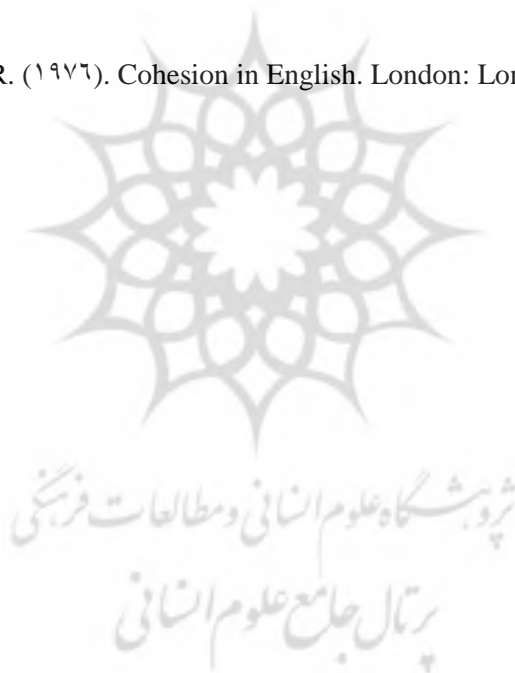 R. (۱۹۷۶). Cohesion in English. London: Lon
پژوهشگاه علوم انسانی و مطالعات فرهنگی
پرتال جامع علوم انسانی